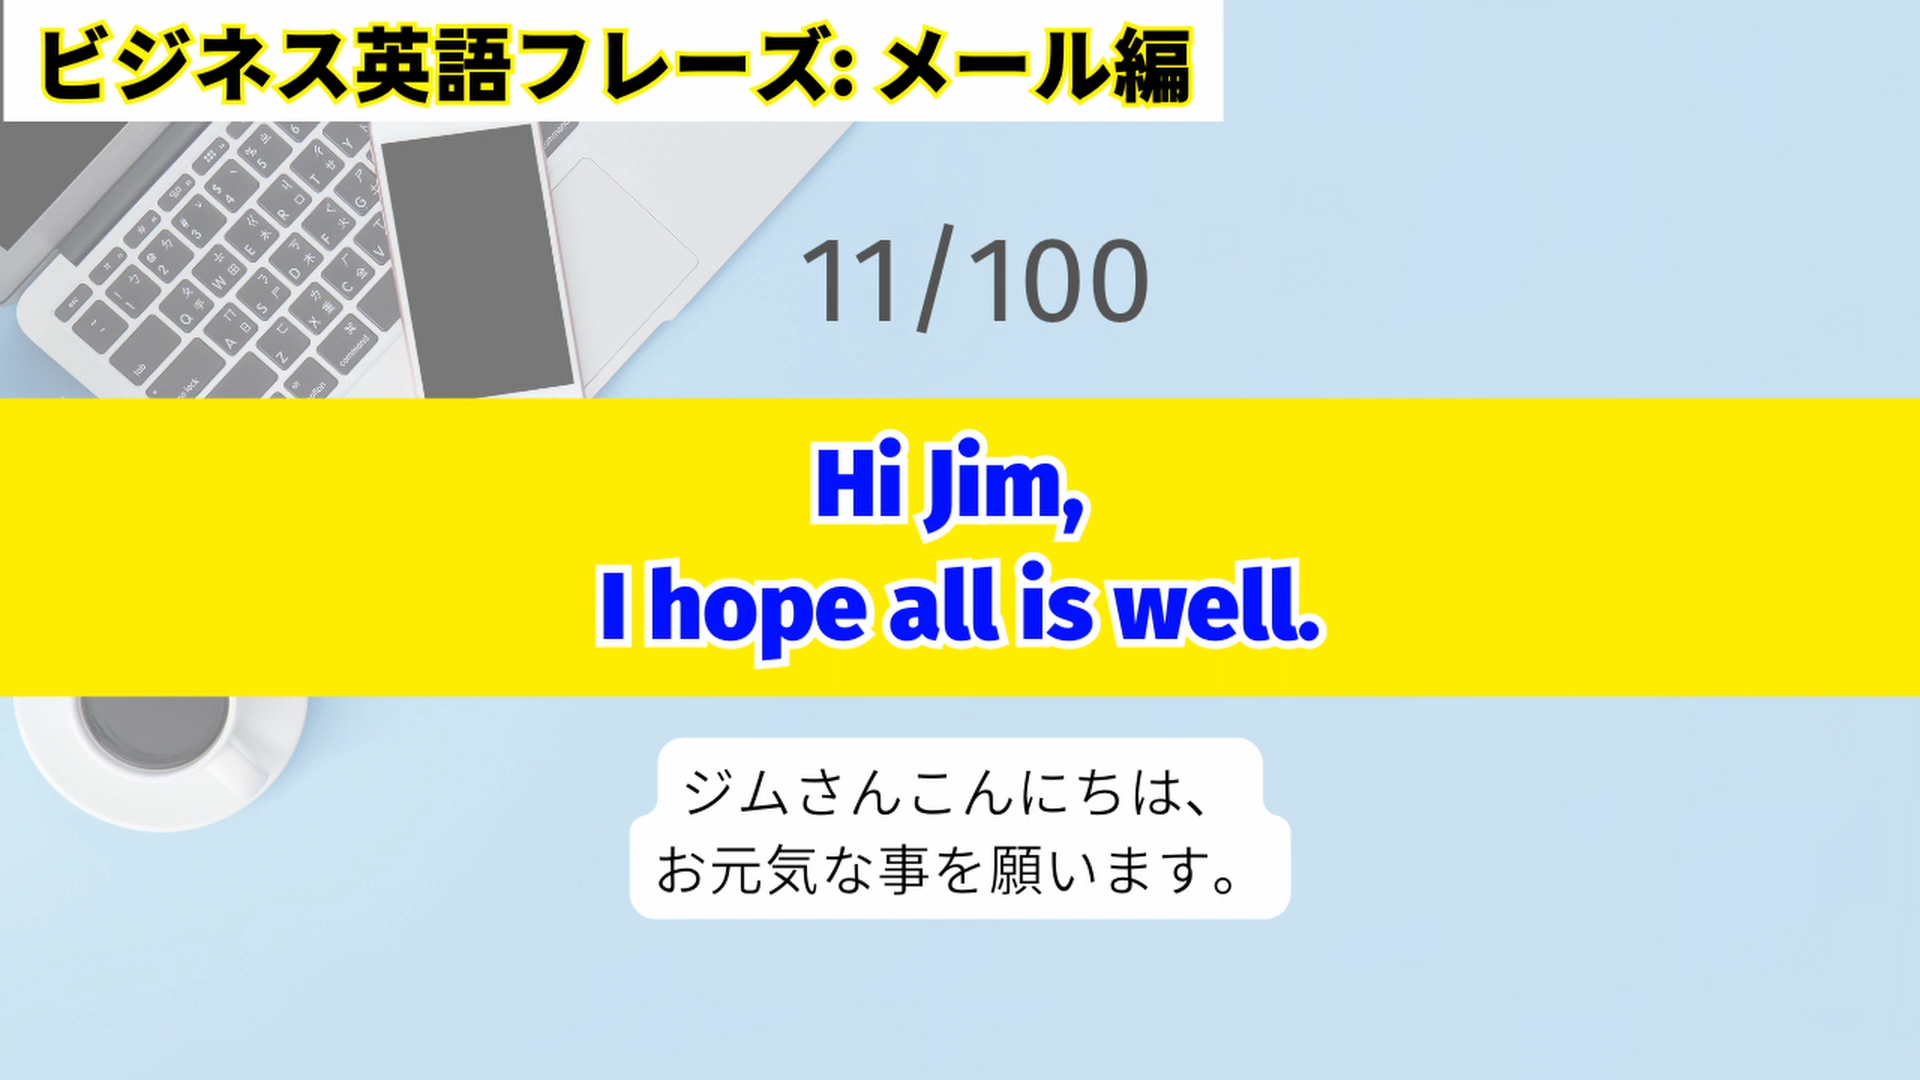 ビジネス英語フレーズ: メール編
11/100
Hi Jim,
I hope all is well.
ジムさんこんにちは、
お元気な事を願います。